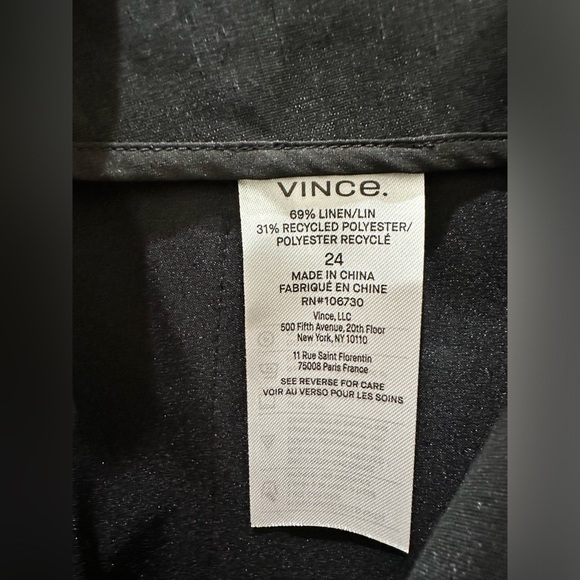 VINCE.
69% LINEN/LIN
31% RECYCLED POLYESTER/
POLYESTER RECYCLÉ
24
MADE IN CHINA
FABRIQUÉ EN CHINE
RN#106730
Vince, LLC
500 Fifth Avenue, 20th Floor
New York, NY 10110
11 Rue Saint Florentin
75008 Paris France
SEE REVERSE FOR CARE
VOIR AU VERSO POUR LES SOINS